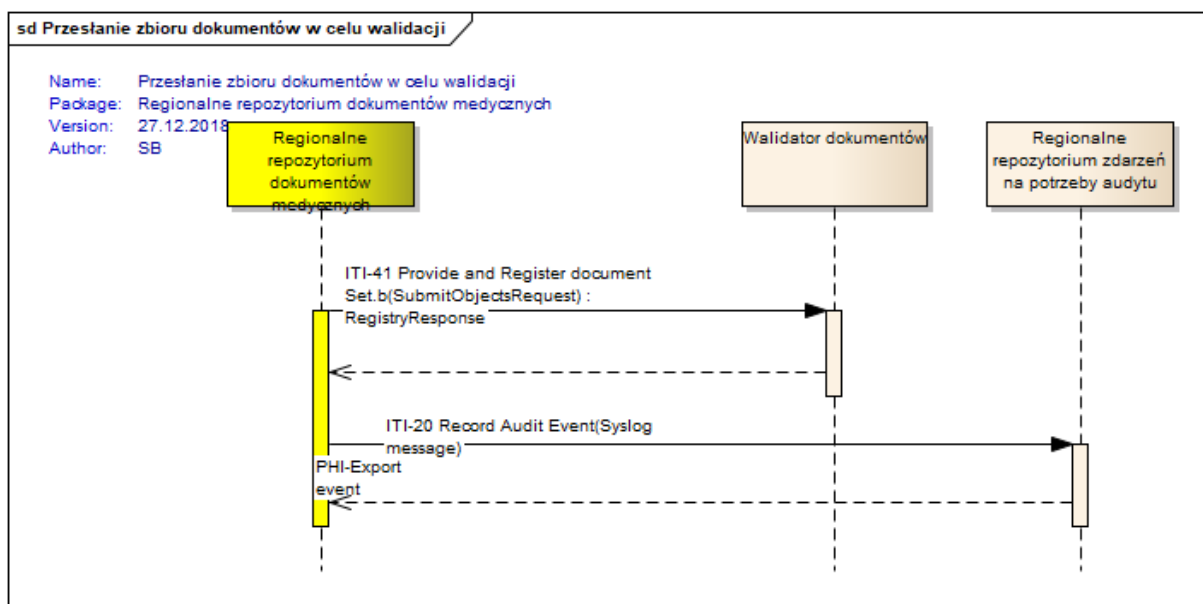 sd Przesłanie zbioru dokumentów w celu walidacji
Name: Przesłanie zbioru dokumentów w celu walidacji
Package: Regionalne repozytorium dokumentów medycznych
Version: 27.12.2018
Author: SB
Regionalne
repozytorium
dokumentów
medycznych
Walidator dokumentów
Regionalne
repozytorium zdarzeń
na potrzeby audytu
ITI-41 Provide and Register document
Set.b(SubmitObjectsRequest) :
RegistryResponse
ITI-20 Record Audit Event(Syslog
message)
PHI-Export
event